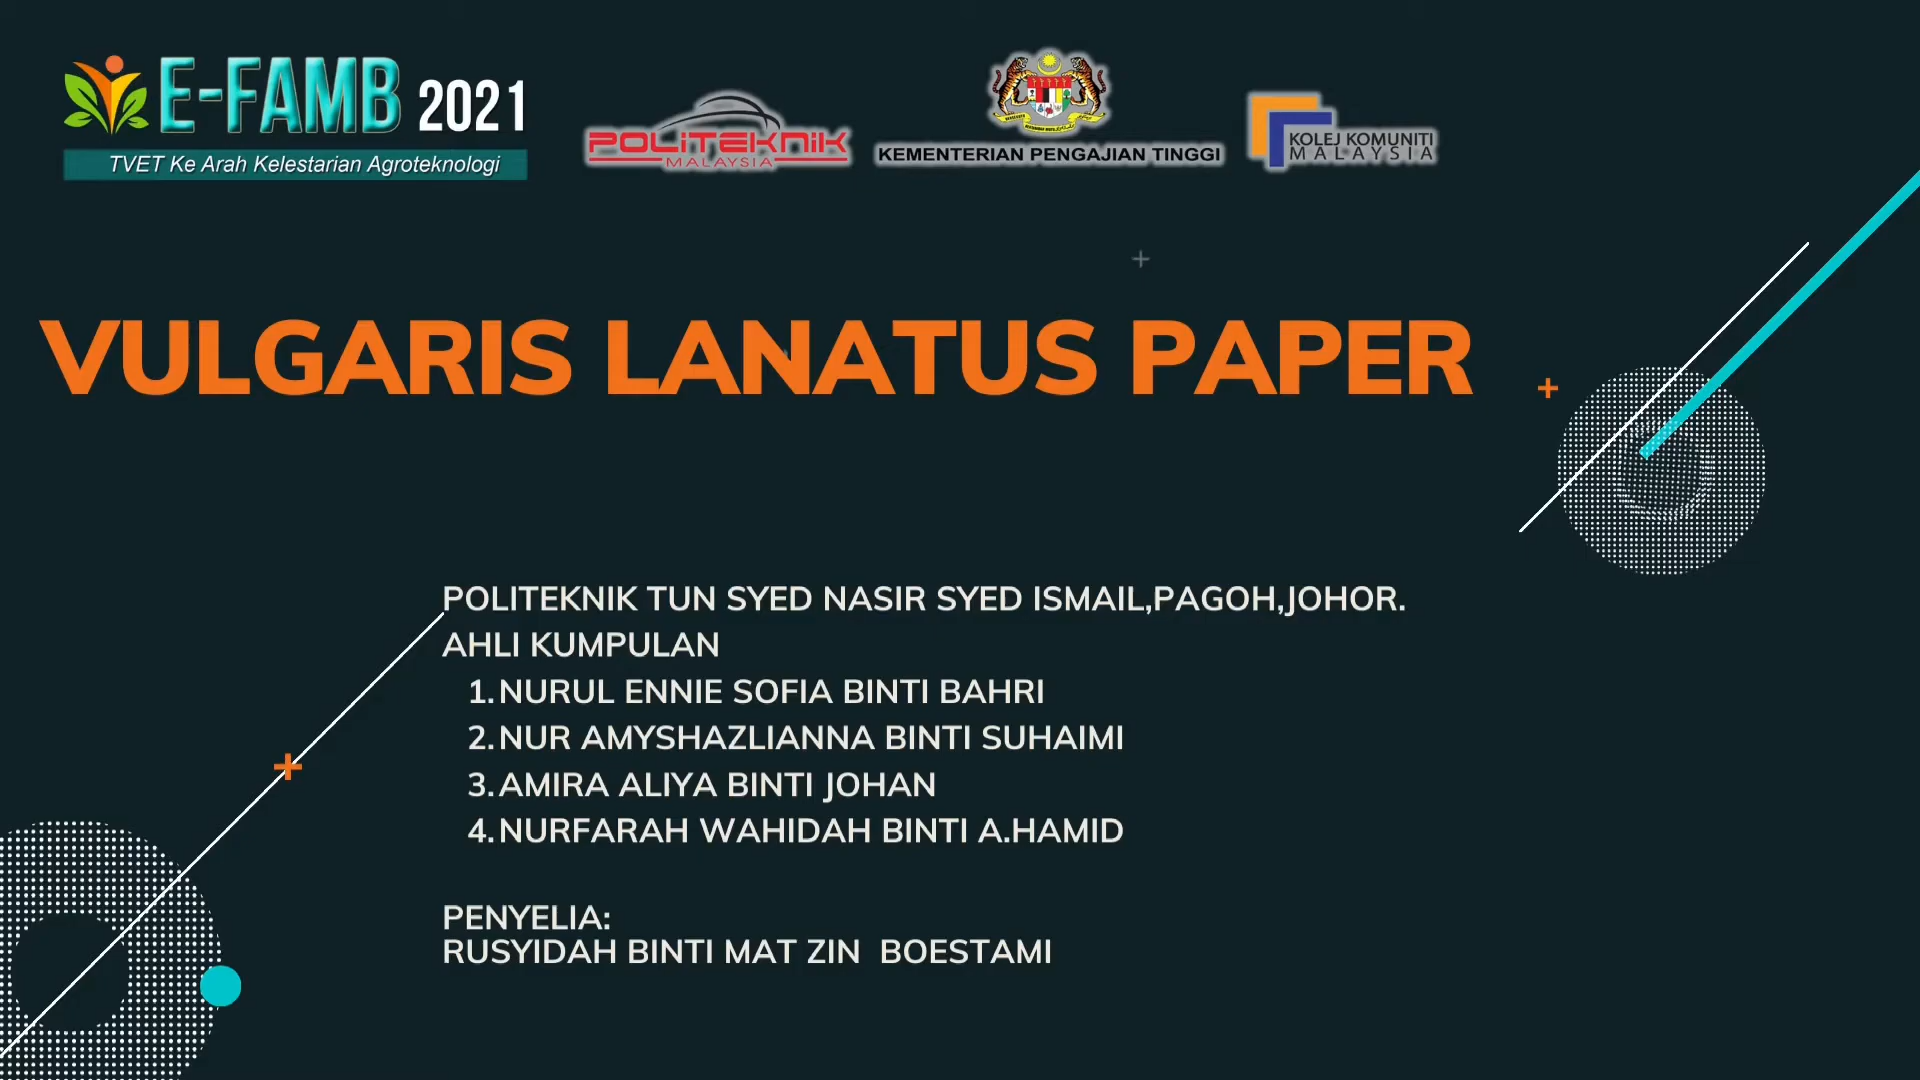 E-FAMB 2021
TVET Ke Arah Kelestarian Agroteknologi
POLITEKNIK
MALAYSIA
KEMENTERIAN PENGAJIAN TINGGI
KOLEJ KOMUNITI
MALAYSIA
VULGARIS LANATUS PAPER
POLITEKNIK TUN SYED NASIR SYED ISMAIL,PAGOH,JOHOR.
AHLI KUMPULAN
1. NURUL ENNIE SOFIA BINTI BAHRI
2. NUR AMYSHAZLIANNA BINTI SUHAIMI
3. AMIRA ALIYA BINTI JOHAN
4. NURFARAH WAHIDAH BINTI A.HAMID
PENYELIA:
RUSYIDAH BINTI MAT ZIN BOESTAMI